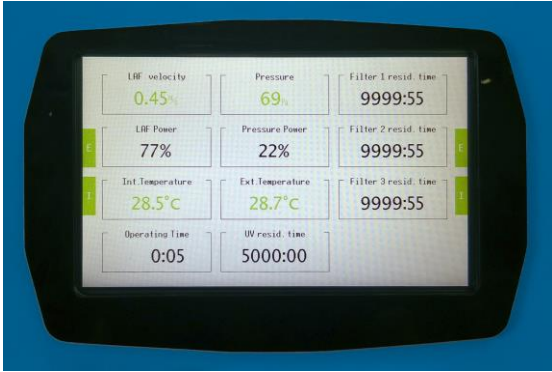 LAF velocity Pressure Filter 1 resid. time
0.45 69 9999:55
LAF Power Pressure Power Filter 2 resid. time
77% 22% 9999:55
E E
Int.Temperature Ext.Temperature Filter 3 resid. time
I I
28.5°C 28.7°C 9999:55
Operating Time UV resid. time
0:05 5000:00